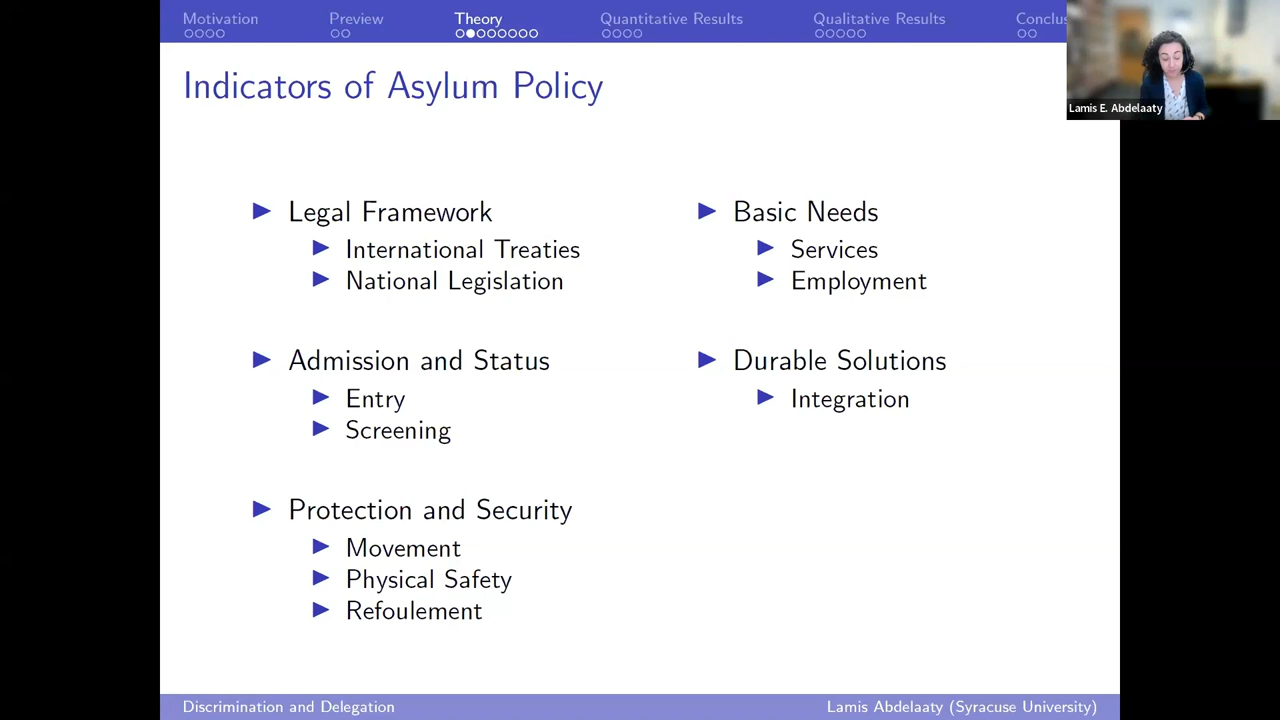 Motivation
Preview
Theory
Quantitative Results
Qualitative Results
Conclus
Lamis E. Abdelaaty
Indicators of Asylum Policy
Legal Framework
International Treaties
National Legislation
Admission and Status
Entry
Screening
Protection and Security
Movement
Physical Safety
Refoulement
Basic Needs
Services
Employment
Durable Solutions
Integration
Discrimination and Delegation
Lamis Abdelaaty (Syracuse University)